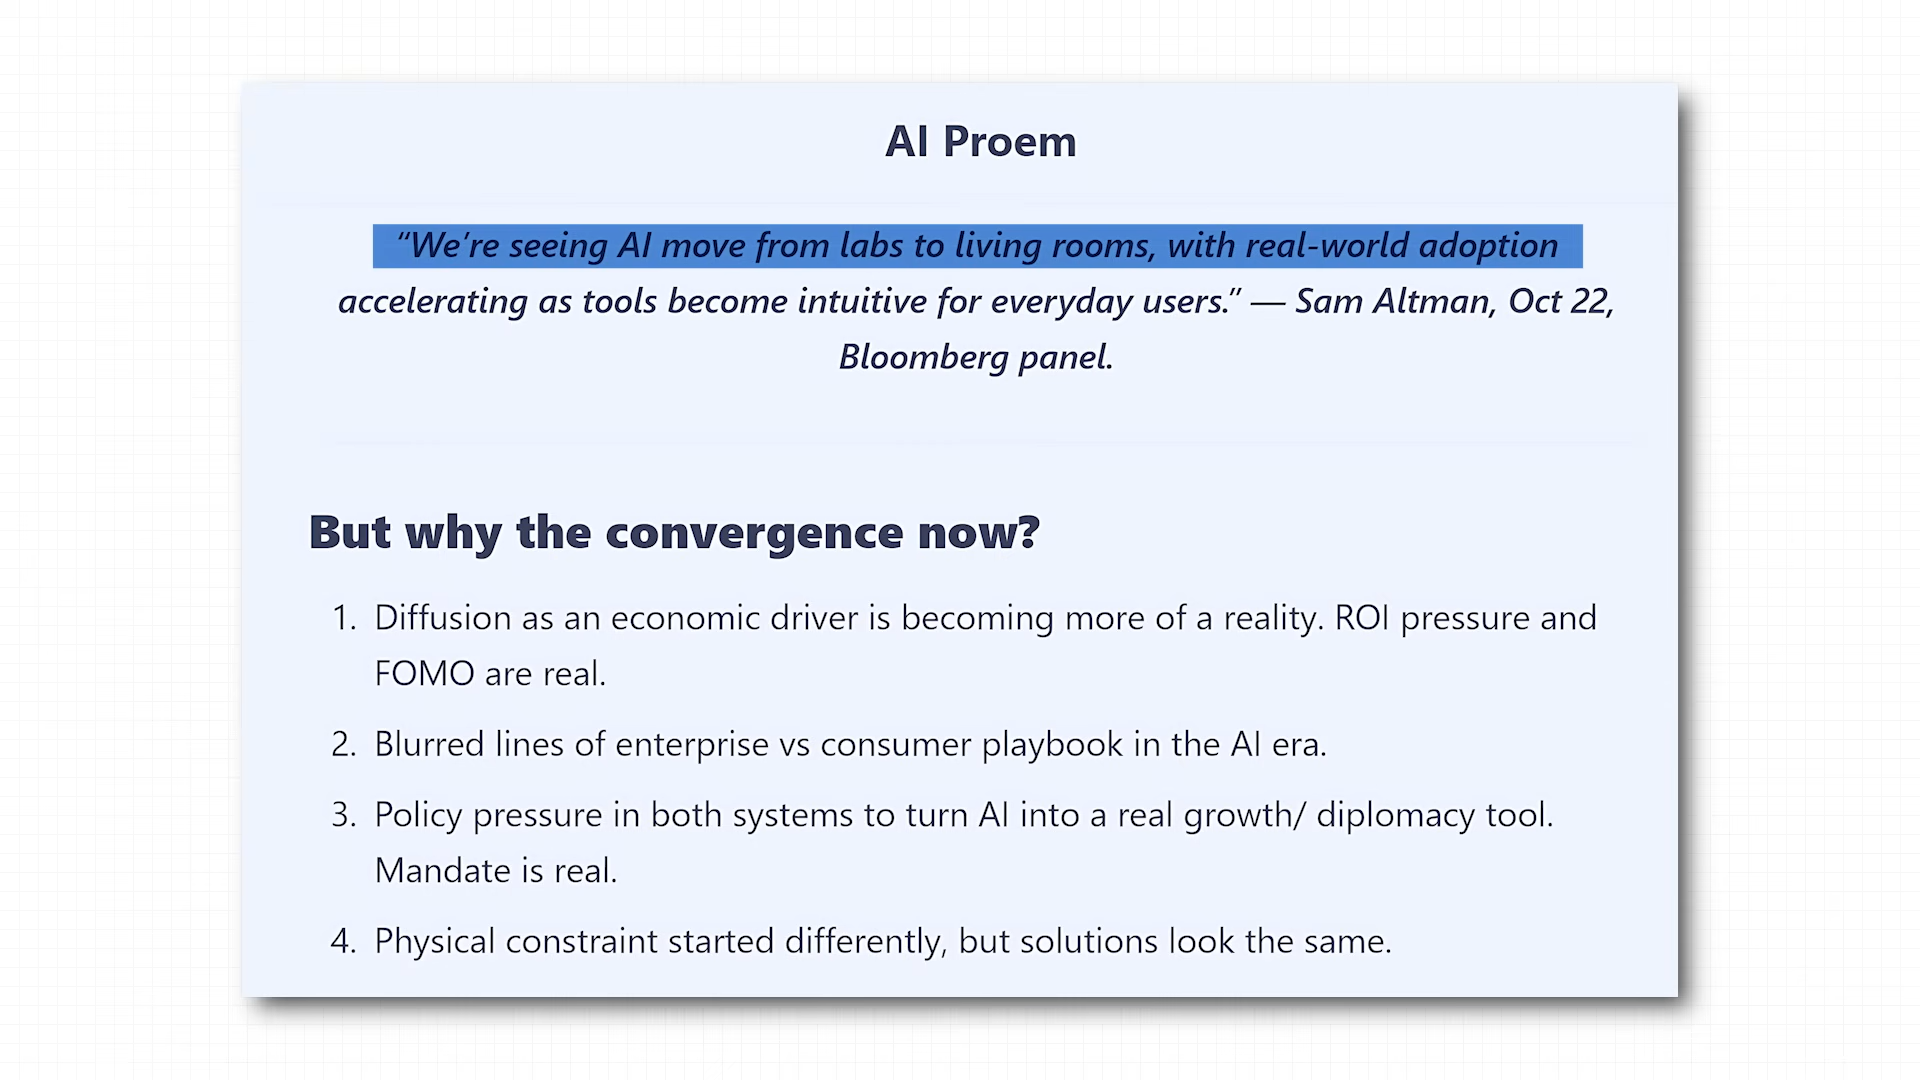 AI Proem
“We’re seeing AI move from labs to living rooms, with real-world adoption
accelerating as tools become intuitive for everyday users.” — Sam Altman, Oct 22,
Bloomberg panel.
But why the convergence now?
1. Diffusion as an economic driver is becoming more of a reality. ROI pressure and
FOMO are real.
2. Blurred lines of enterprise vs consumer playbook in the AI era.
3. Policy pressure in both systems to turn AI into a real growth/ diplomacy tool.
Mandate is real.
4. Physical constraint started differently, but solutions look the same.